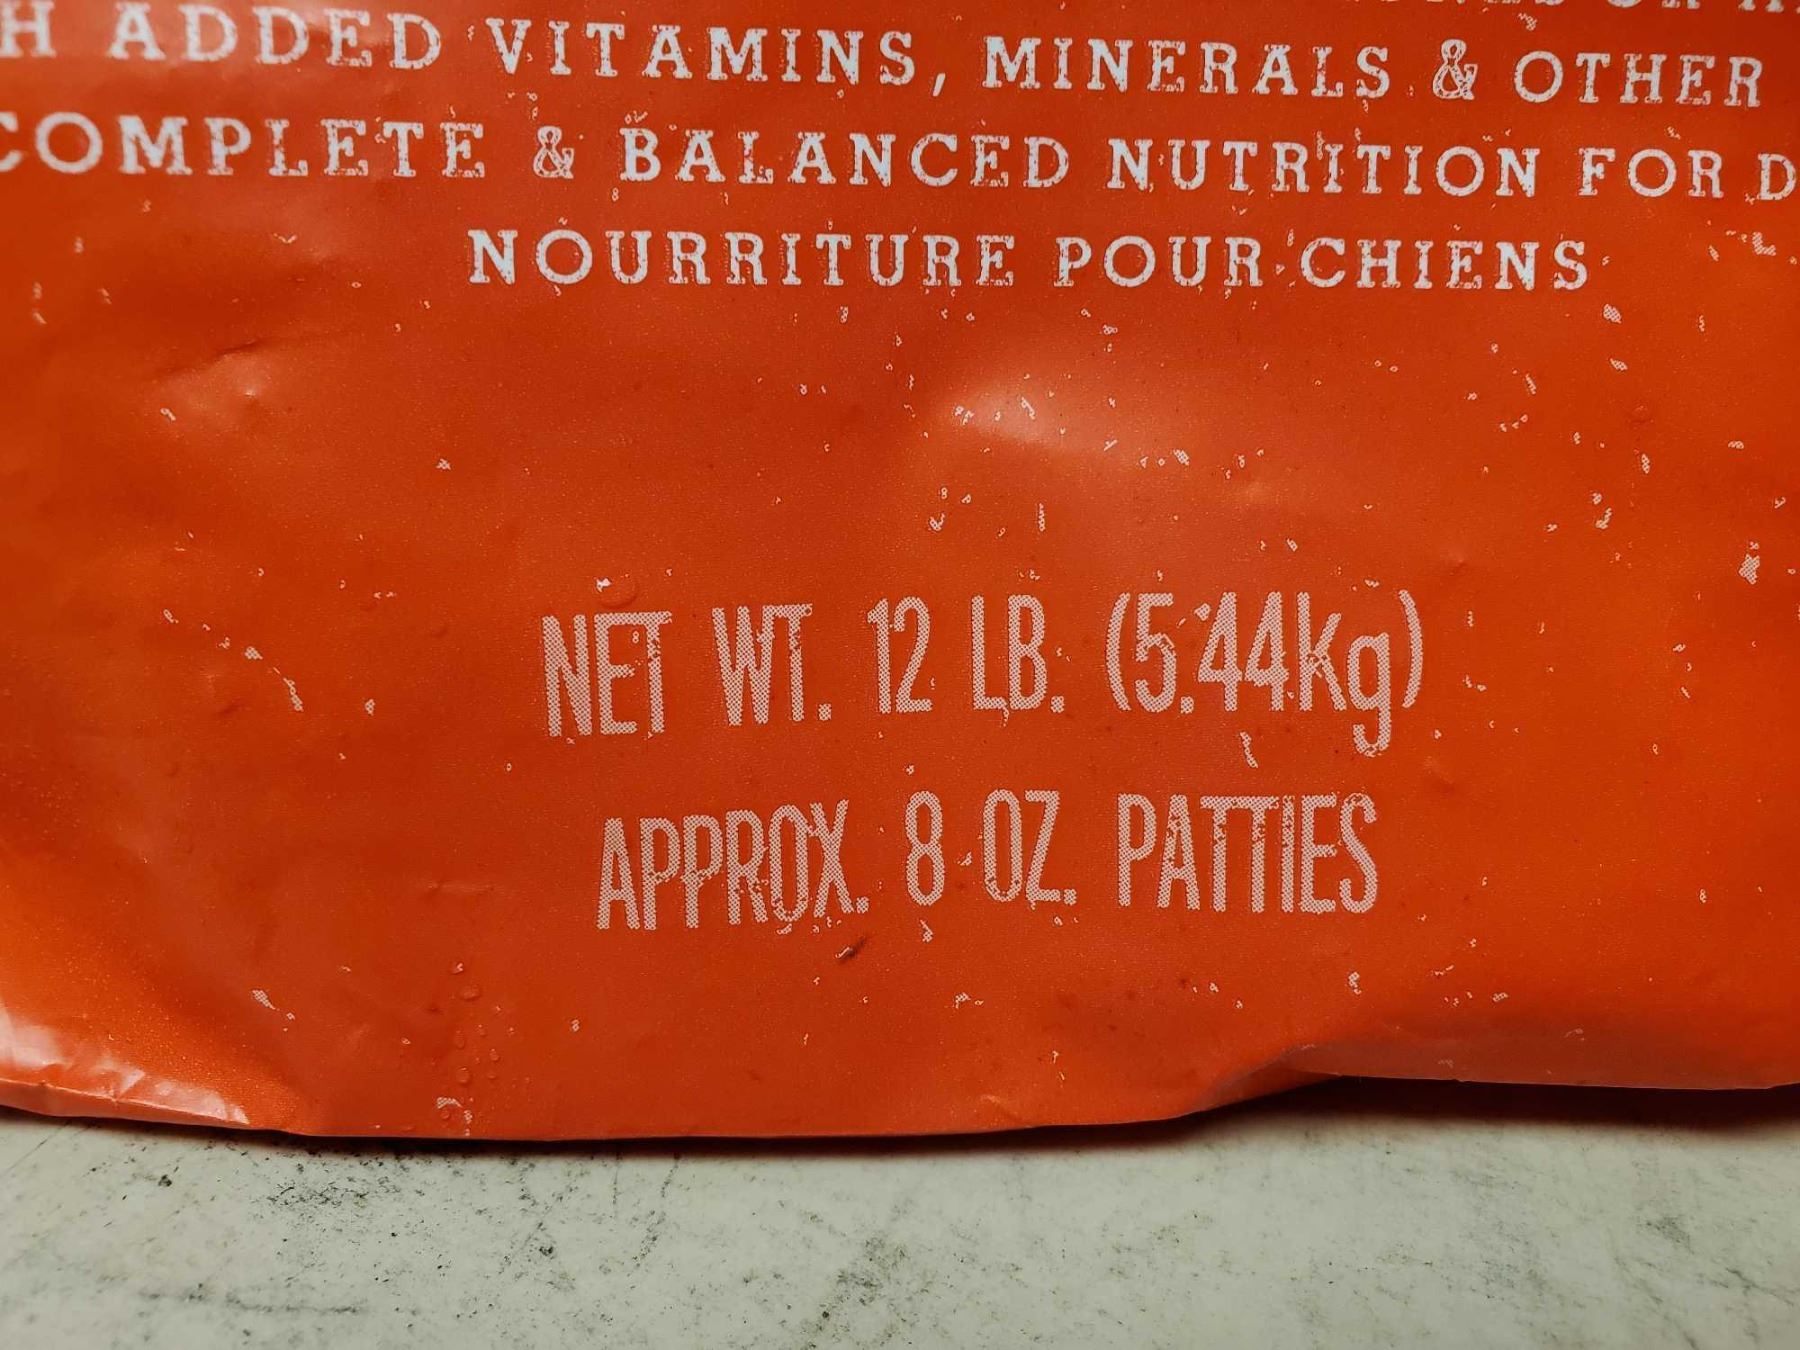 H ADDED VITAMINS, MINERALS & OTHER
COMPLETE & BALANCED NUTRITION FOR D
NOURRITURE POUR CHIENS
NET WT. 12 LB. (5.44Kg)
APPROX. 8 OZ. PATTIES